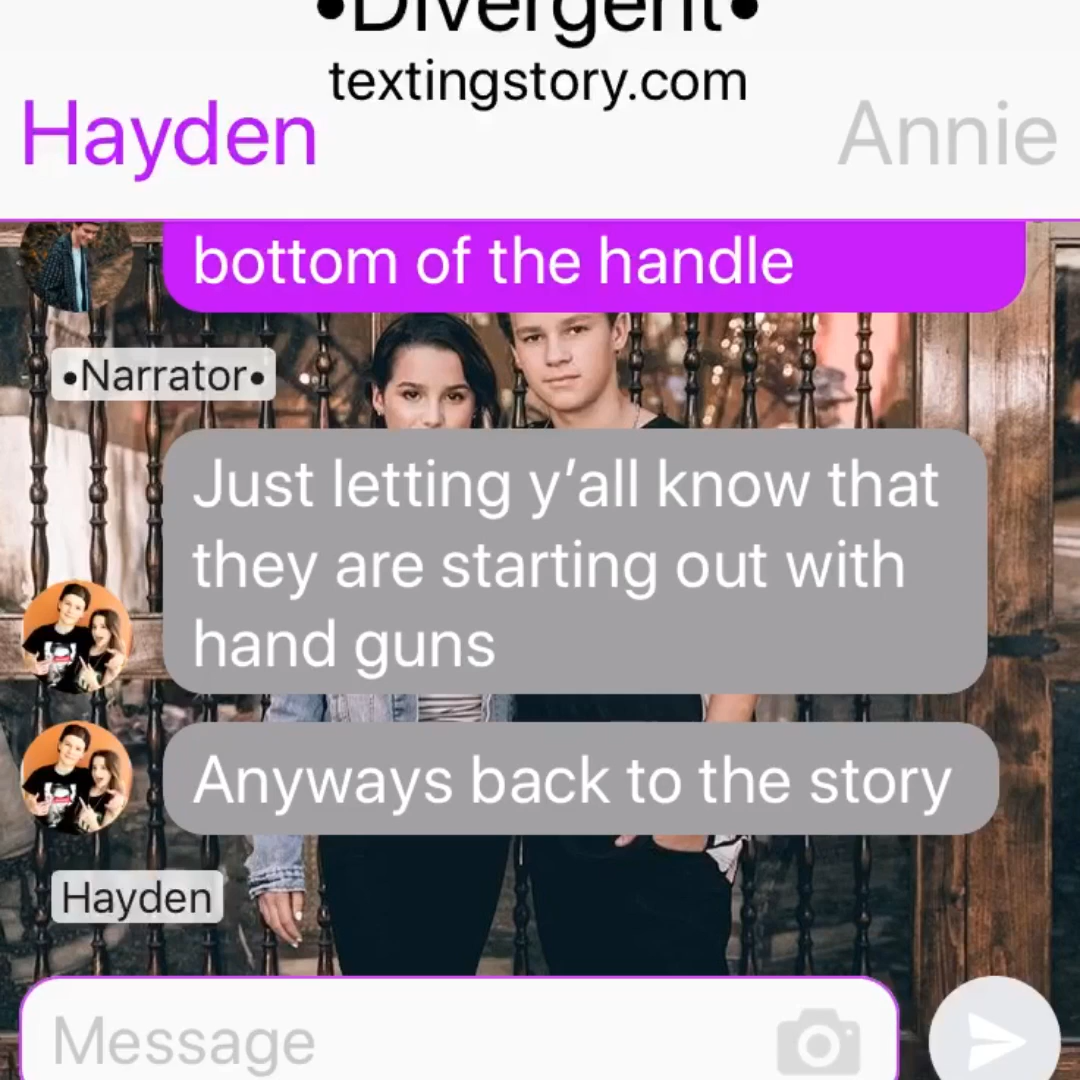 •Divergent•
textingstory.com
Hayden
Annie
bottom of the handle
•Narrator•
Just letting y’all know that
they are starting out with
hand guns
Anyways back to the story
Hayden
Message